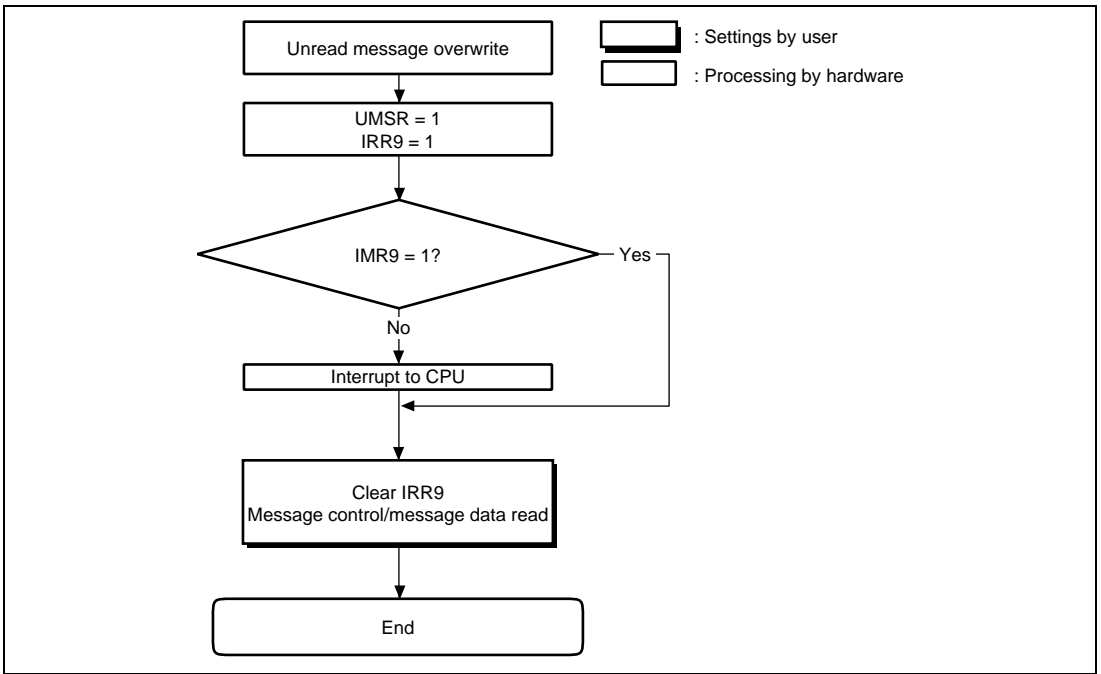 Unread message overwrite
: Settings by user
: Processing by hardware
UMSR = 1
IRR9 = 1
IMR9 = 1?
Yes
No
Interrupt to CPU
Clear IRR9
Message control/message data read
End